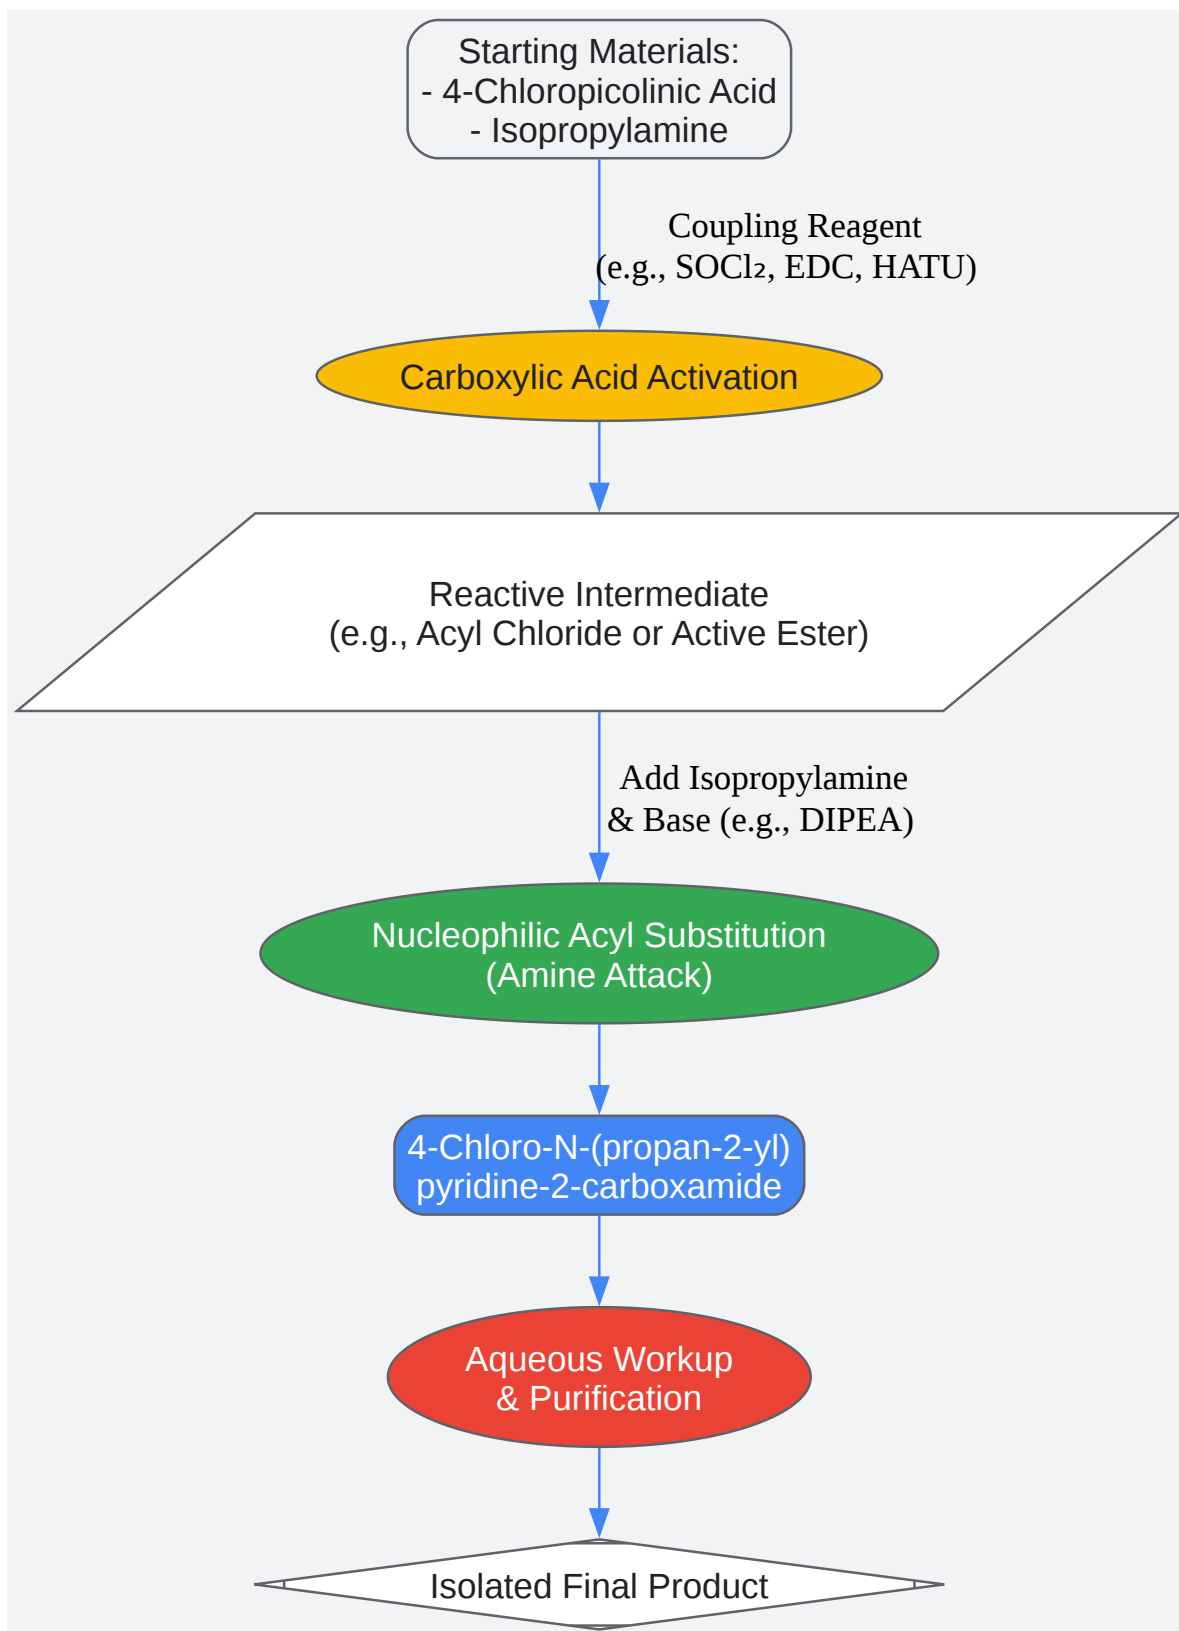 Starting Materials:
- 4-Chloropicolinic Acid
- Isopropylamine
Coupling Reagent
(e.g., SOCl₂, EDC, HATU)
Carboxylic Acid Activation
Reactive Intermediate
(e.g., Acyl Chloride or Active Ester)
Add Isopropylamine
& Base (e.g., DIPEA)
Nucleophilic Acyl Substitution
(Amine Attack)
4-Chloro-N-(propan-2-yl)
pyridine-2-carboxamide
Aqueous Workup
& Purification
Isolated Final Product